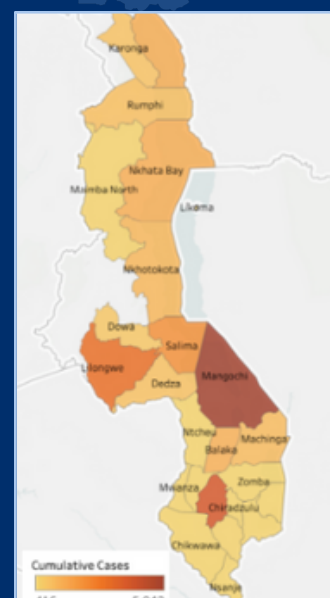 Karonga
Rumphi
Nkhata Bay
Mzimba North
Likoma
Nkhotakota
Dowa
Salima
Lilongwe
Mangochi
Dedza
Ntcheu
Machinga
Balaka
Zomba
Mwanza
Chiradzulu
Chikwawa
Nsanje
Cumulative Cases